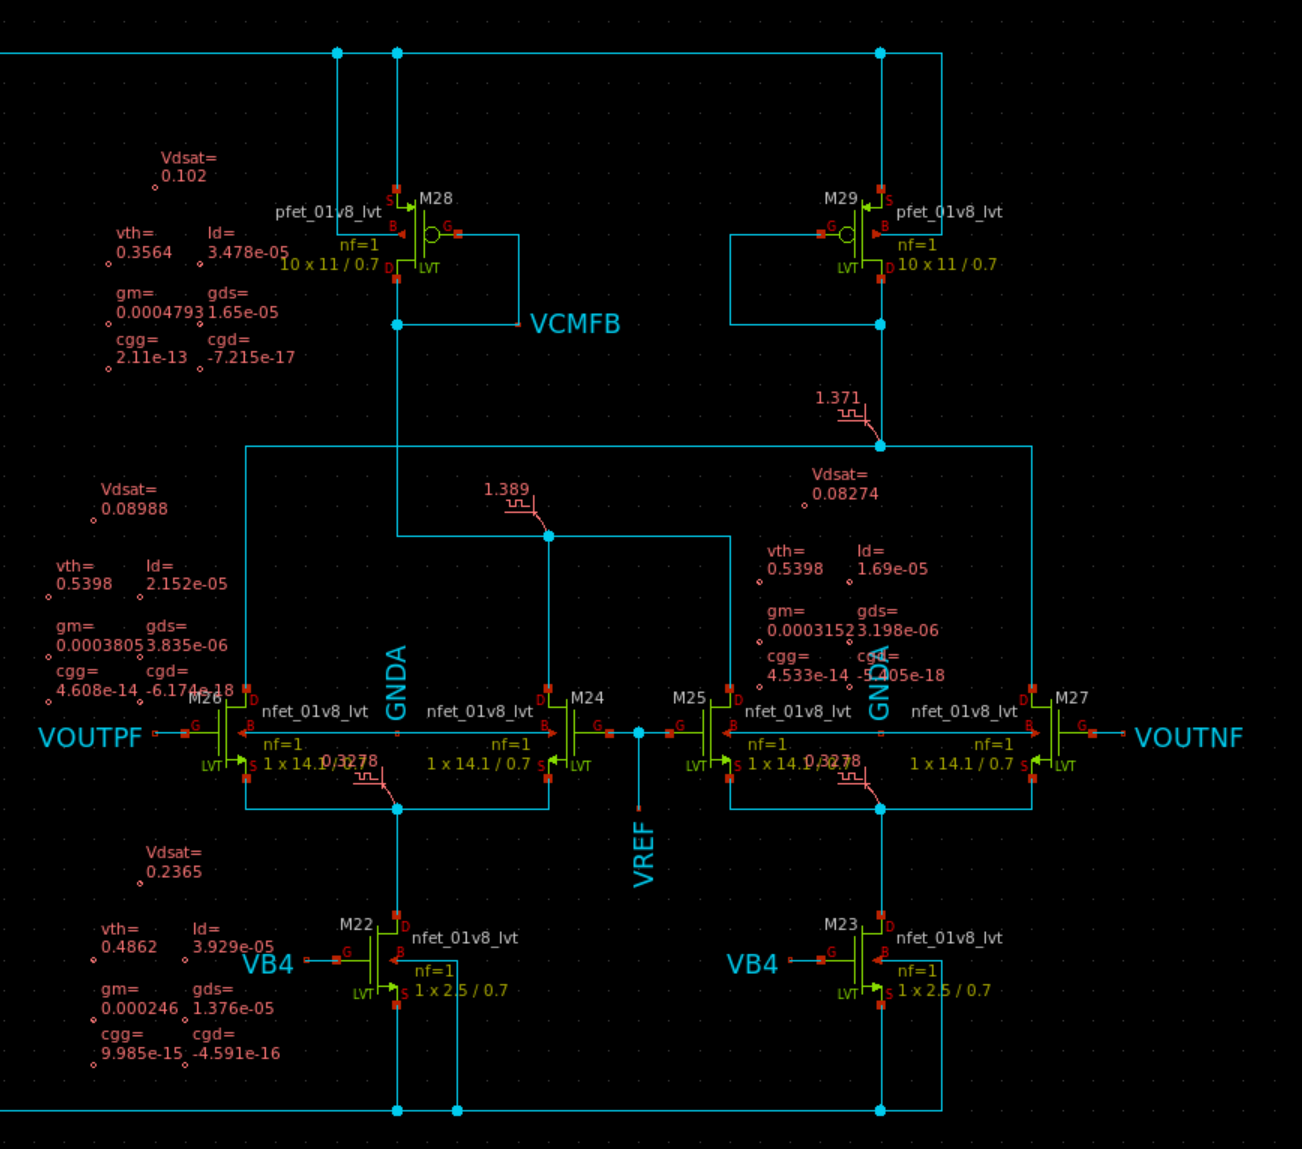 Vdsat=
0.102
vth=
0.3564
Id=
3.478e-05
gm=
0.0004793
gds=
1.65e-05
cgg=
2.11e-13
cgd=
-7.215e-17
pfet_01v8_lvt
M28
S
B
G
D
nf=1
10 x 11 / 0.7
LVT
VCMFB
M29
pfet_01v8_lvt
S
G
B
D
nf=1
10 x 11 / 0.7
LVT
1.371
1.389
Vdsat=
0.08988
vth=
0.5398
Id=
2.152e-05
gm=
0.0003805
gds=
3.835e-06
cgg=
4.608e-14
cgd=
-6.174e-18
Vdsat=
0.08274
vth=
0.5398
Id=
1.69e-05
gm=
0.0003152
gds=
3.198e-06
cgg=
4.533e-14
cgd=
-5.405e-18
GNDA
GNDA
M26
D
nfet_01v8_lvt
VOUTPF
G
B
nf=1
LVT
S
1 x 14.1 / 0.7
0.3278
nfet_01v8_lvt
D
M24
B
G
nf=1
1 x 14.1 / 0.7
S
LVT
M25
D
nfet_01v8_lvt
G
B
nf=1
LVT
S
1 x 14.1 / 0.7
0.3278
nfet_01v8_lvt
D
M27
B
G
nf=1
1 x 14.1 / 0.7
S
LVT
VOUTNF
VREF
Vdsat=
0.2365
vth=
0.4862
Id=
3.929e-05
gm=
0.000246
gds=
1.376e-05
cgg=
9.985e-15
cgd=
-4.591e-16
M22
D
nfet_01v8_lvt
VB4
G
B
nf=1
LVT
S
1 x 2.5 / 0.7
M23
D
nfet_01v8_lvt
VB4
G
B
nf=1
LVT
S
1 x 2.5 / 0.7